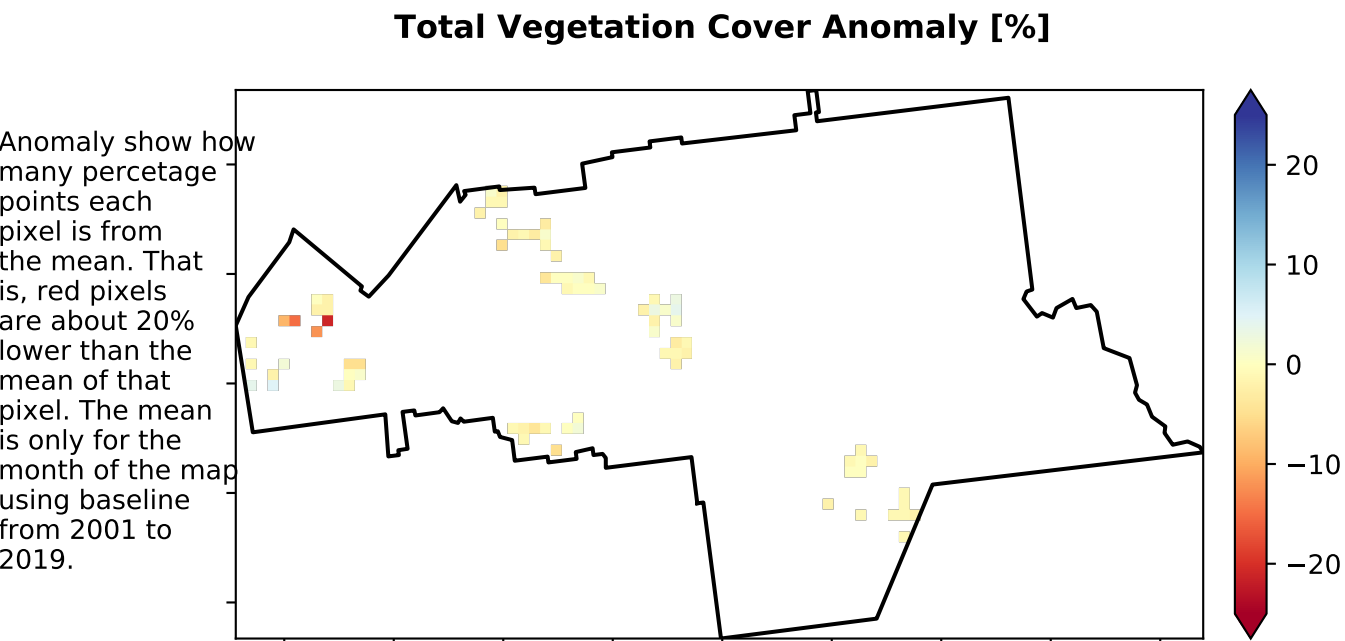 Total Vegetation Cover Anomaly [%]
Anomaly show how
many percetage
points each
pixel is from
the mean. That
is, red pixels
are about 20%
lower than the
mean of that
pixel. The mean
is only for the
month of the map
using baseline
from 2001 to
2019.
20
10
0
−10
−20